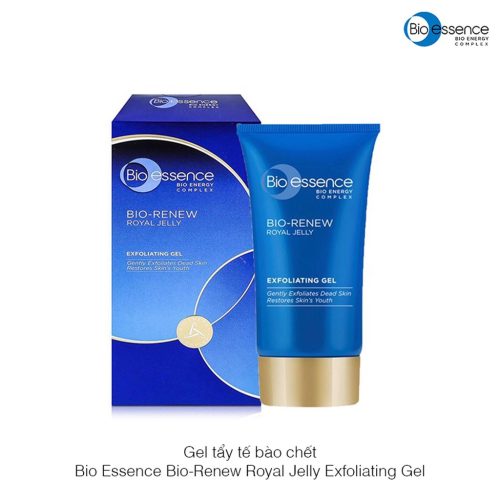 Bio essence
BIO ENERGY
COMPLEX
Bio essence
BIO ENERGY
COMPLEX
BIO-RENEW
ROYAL JELLY
EXFOLIATING GEL
Gently Exfoliates Dead Skin
Restores Skin's Youth
Bio essence
BIO ENERGY
COMPLEX
BIO-RENEW
ROYAL JELLY
EXFOLIATING GEL
Gently Exfoliates Dead Skin
Restores Skin's Youth
Gel tẩy tế bào chết
Bio Essence Bio-Renew Royal Jelly Exfoliating Gel